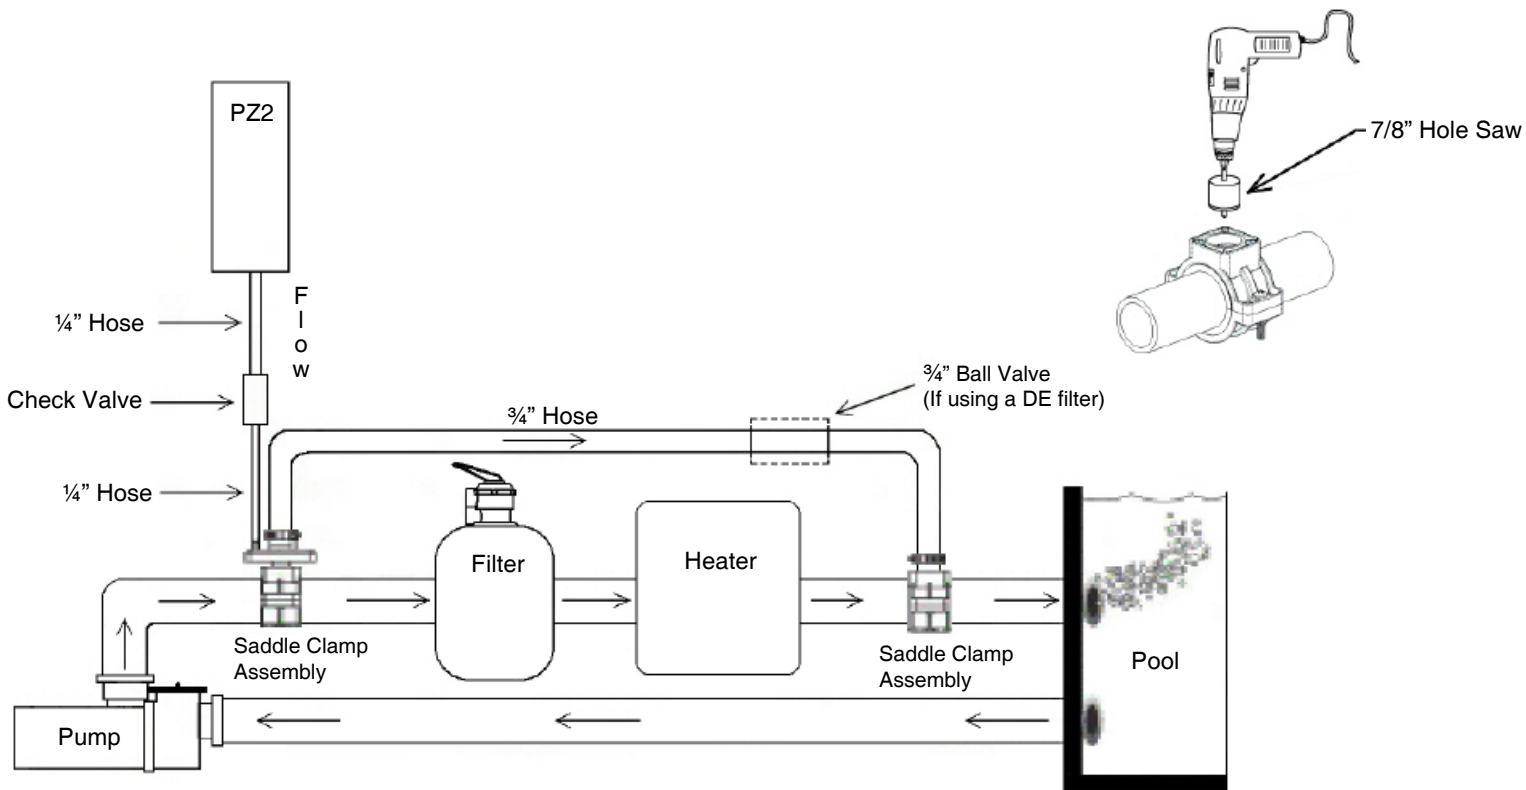 PZ2
7/8” Hole Saw
F
l
o
w
¼” Hose
Check Valve
¾” Ball Valve
(If using a DE filter)
¾” Hose
¼” Hose
Filter
Heater
Saddle Clamp
Assembly
Saddle Clamp
Assembly
Pool
Pump